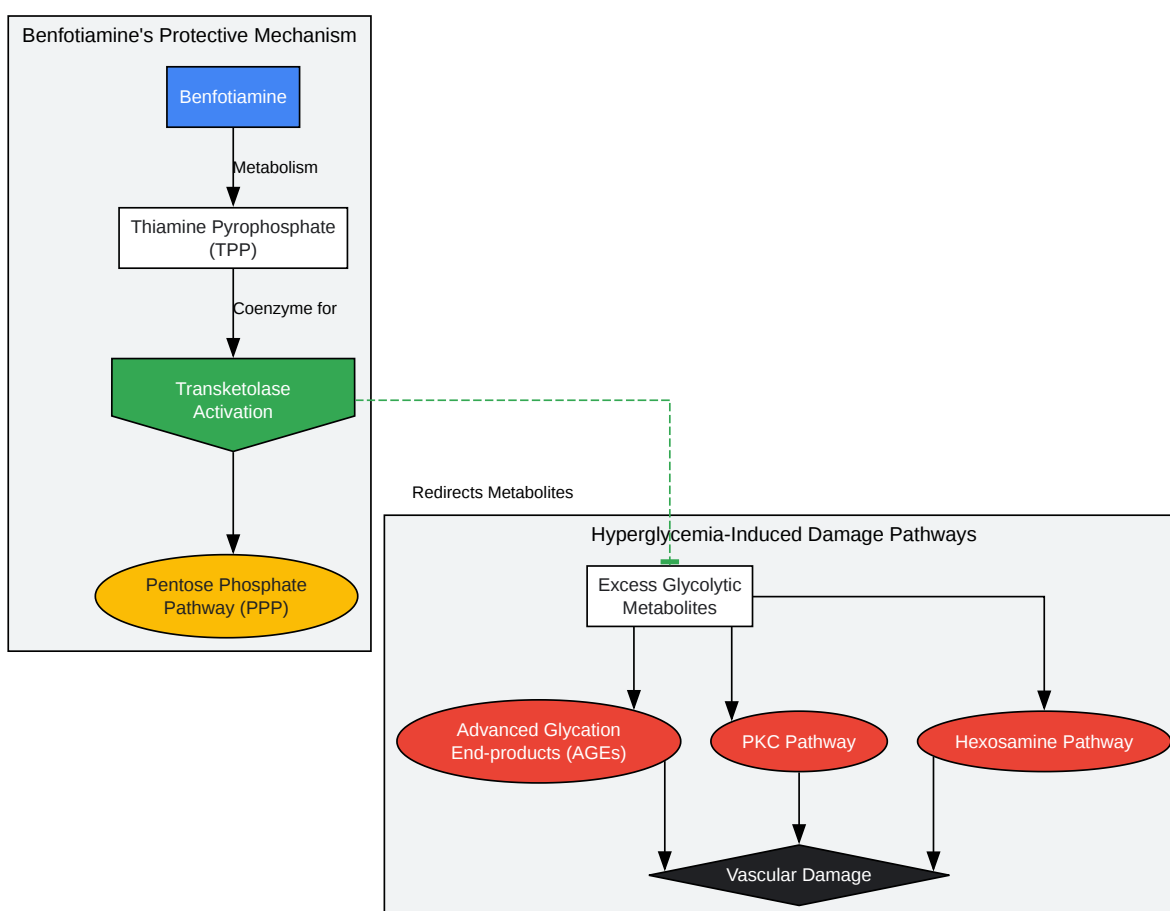 Benfotiamine's Protective Mechanism
Benfotiamine
Metabolism
Thiamine Pyrophosphate
(TPP)
Coenzyme for
Transketolase
Activation
Pentose Phosphate
Pathway (PPP)
Redirects Metabolites
Hyperglycemia-Induced Damage Pathways
Excess Glycolytic
Metabolites
Advanced Glycation
End-products (AGEs)
PKC Pathway
Hexosamine Pathway
Vascular Damage